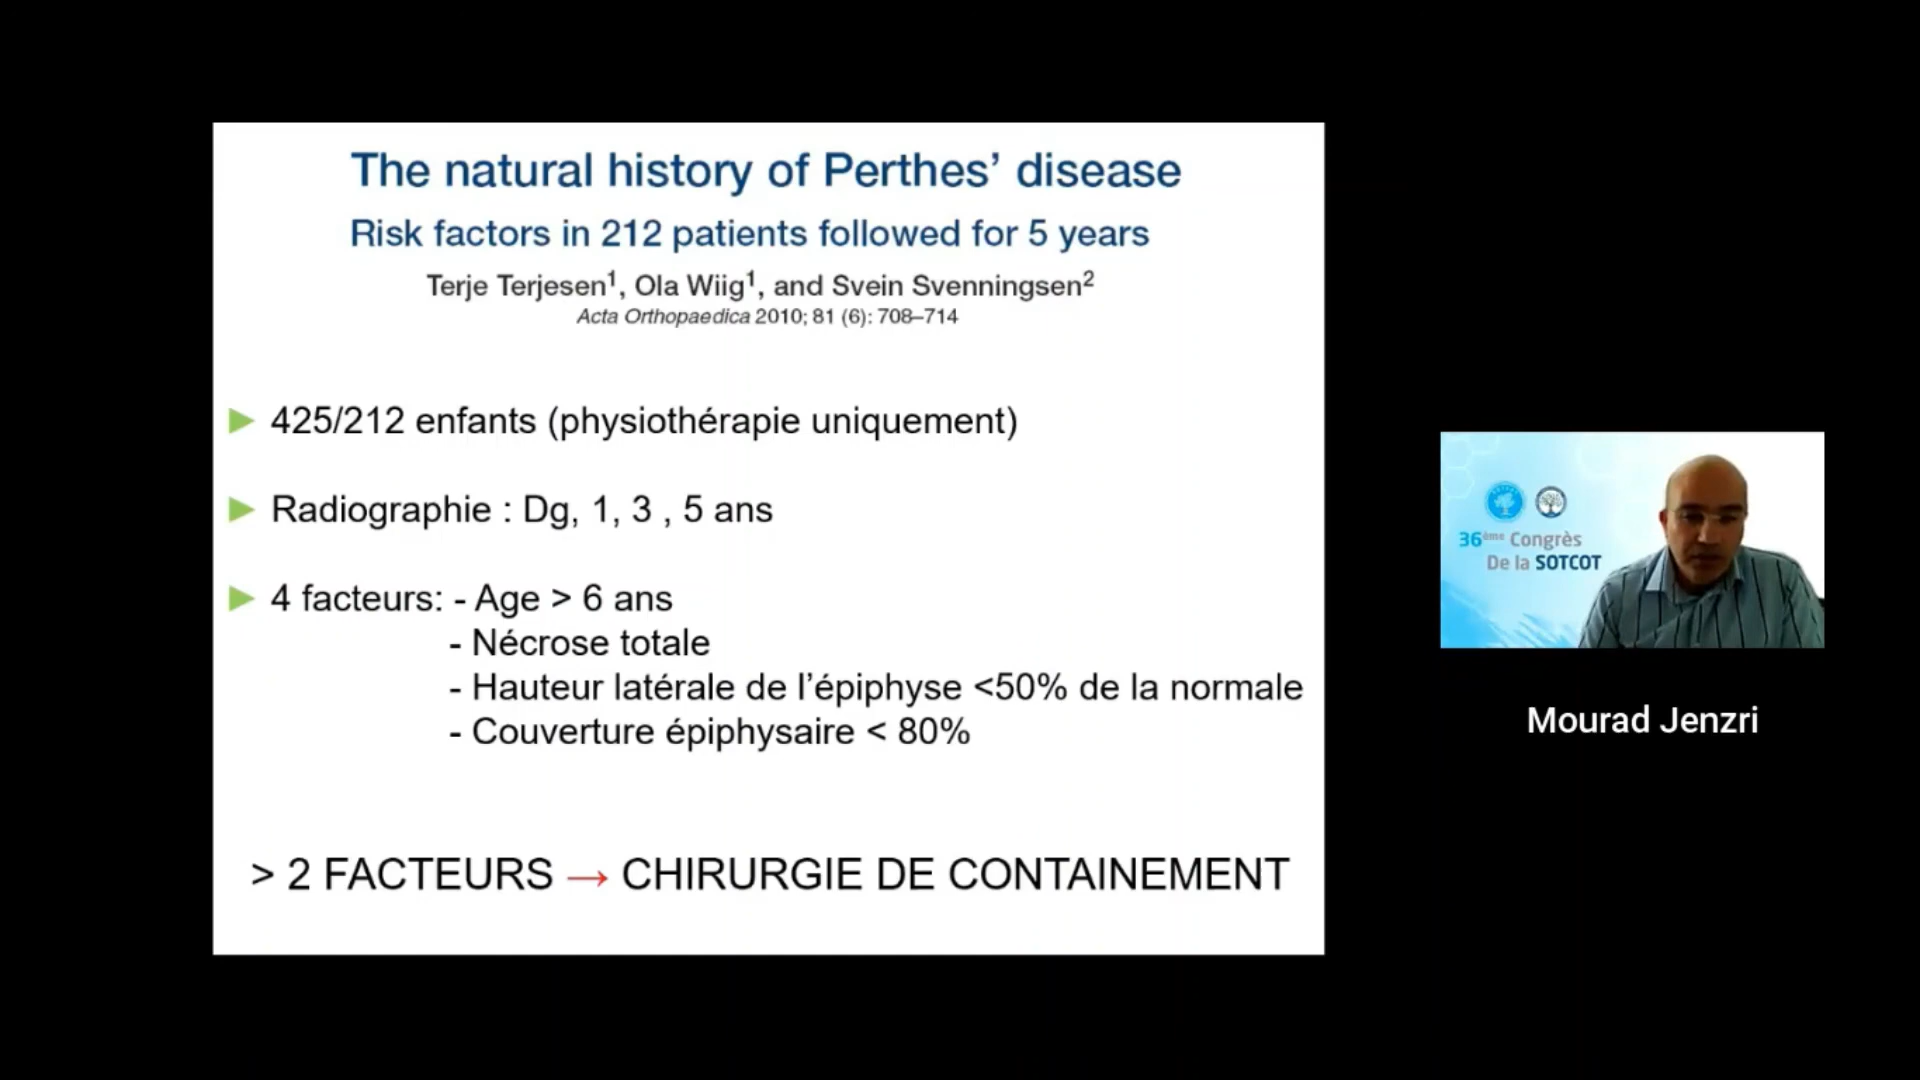 The natural history of Perthes’ disease
Risk factors in 212 patients followed for 5 years
Terje Terjesen¹, Ola Wiig¹, and Svein Svenningsen²
Acta Orthopaedica 2010; 81 (6): 708–714
► 425/212 enfants (physiothérapie uniquement)
► Radiographie : Dg, 1, 3 , 5 ans
► 4 facteurs: - Age > 6 ans
- Nécrose totale
- Hauteur latérale de l’épiphyse <50% de la normale
- Couverture épiphysaire < 80%
> 2 FACTEURS → CHIRURGIE DE CONTAINEMENT
36ème Congrès
De la SOTCOT
Mourad Jenzri